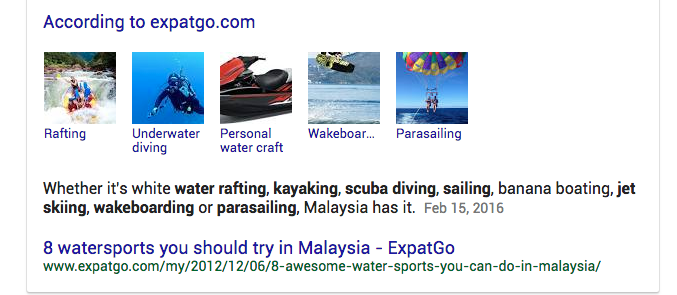 According to expatgo.com
Rafting
Underwater diving
Personal water craft
Wakeboar...
Parasailing
Whether it's white water rafting, kayaking, scuba diving, sailing, banana boating, jet
skiing, wakeboarding or parasailing, Malaysia has it. Feb 15, 2016
8 watersports you should try in Malaysia - ExpatGo
www.expatgo.com/my/2012/12/06/8-awesome-water-sports-you-can-do-in-malaysia/